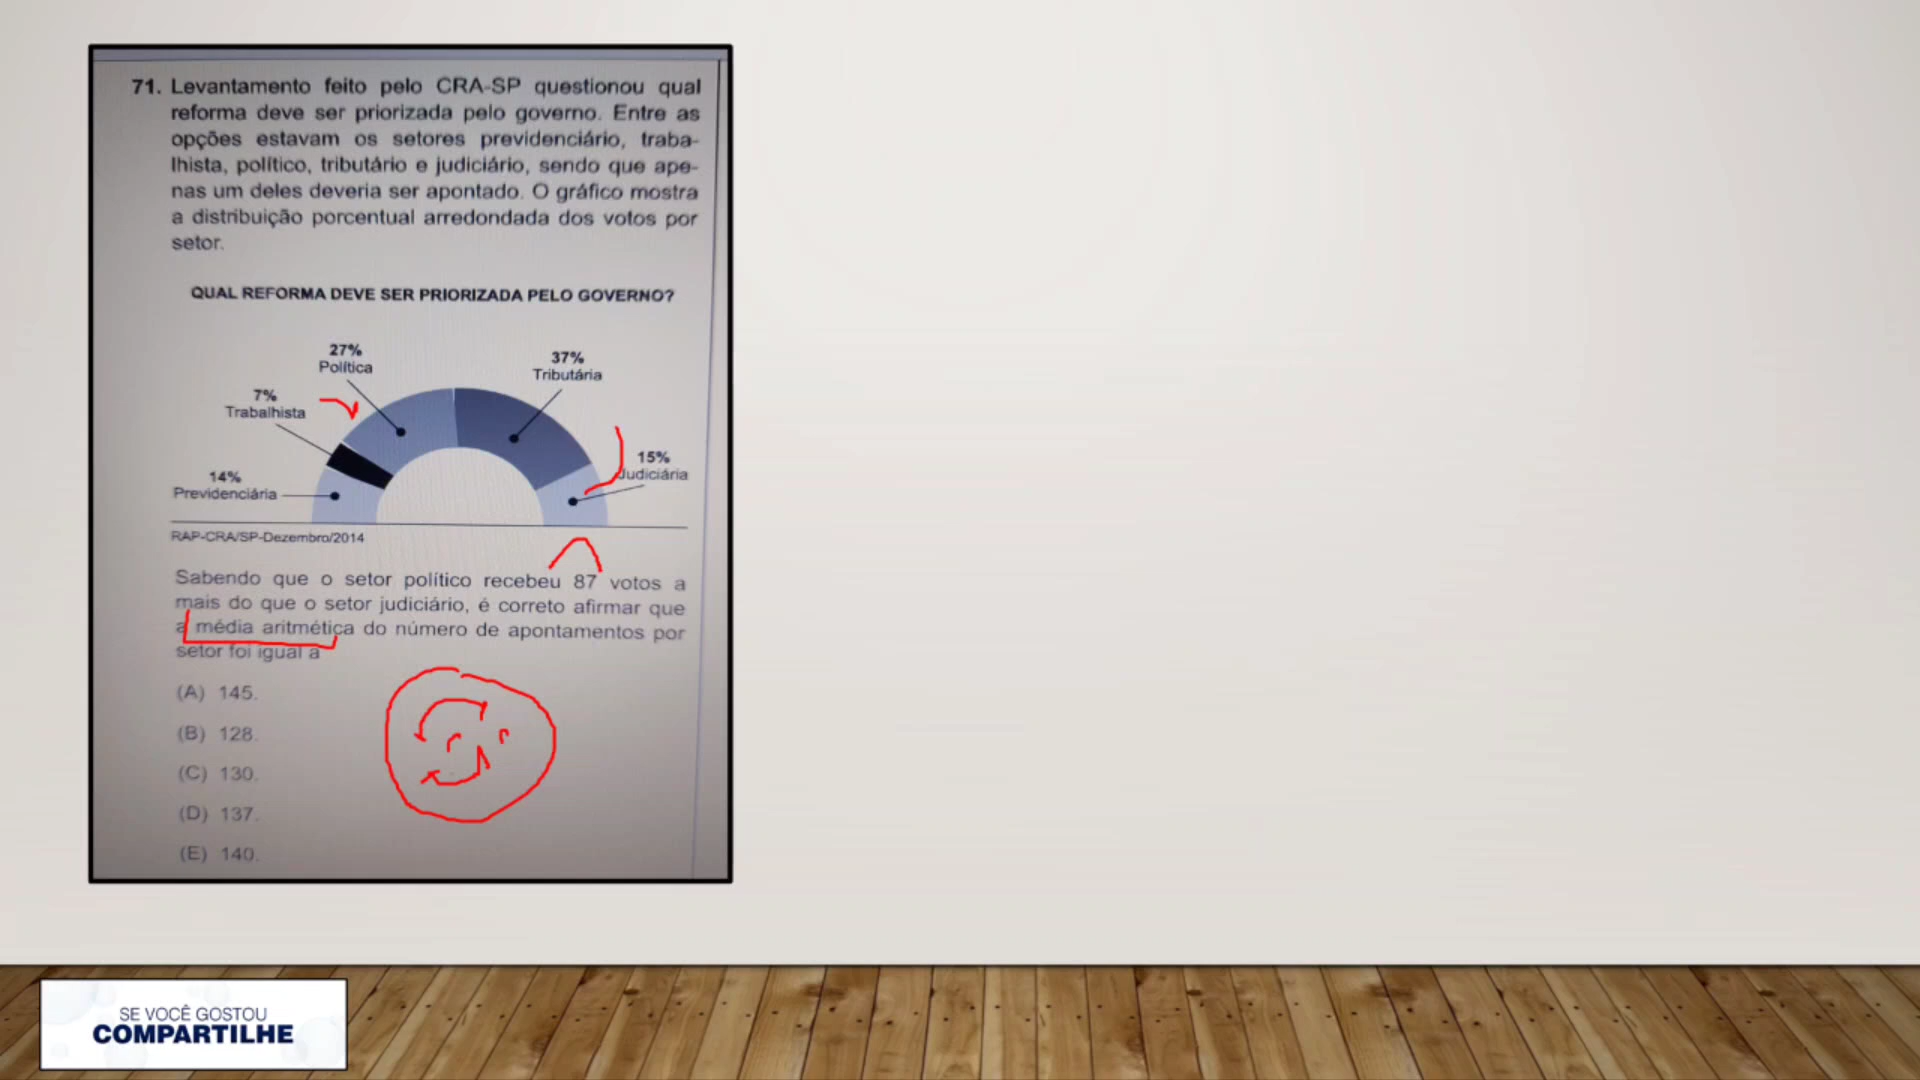 71. Levantamento feito pelo CRA-SP questionou qual
reforma deve ser priorizada pelo governo. Entre as
opções estavam os setores previdenciário, traba-
lhista, político, tributário e judiciário, sendo que ape-
nas um deles deveria ser apontado. O gráfico mostra
a distribuição porcentual arredondada dos votos por
setor.
QUAL REFORMA DEVE SER PRIORIZADA PELO GOVERNO?
27%
Política
37%
Tributária
7%
Trabalhista
15%
Judiciária
14%
Previdenciária
RAP-CRA/SP-Dezembro/2014
Sabendo que o setor político recebeu 87 votos a
mais do que o setor judiciário, é correto afirmar que
a média aritmética do número de apontamentos por
setor foi igual a
(A) 145.
(B) 128.
(C) 130.
(D) 137.
(E) 140.
SE VOCÊ GOSTOU
COMPARTILHE